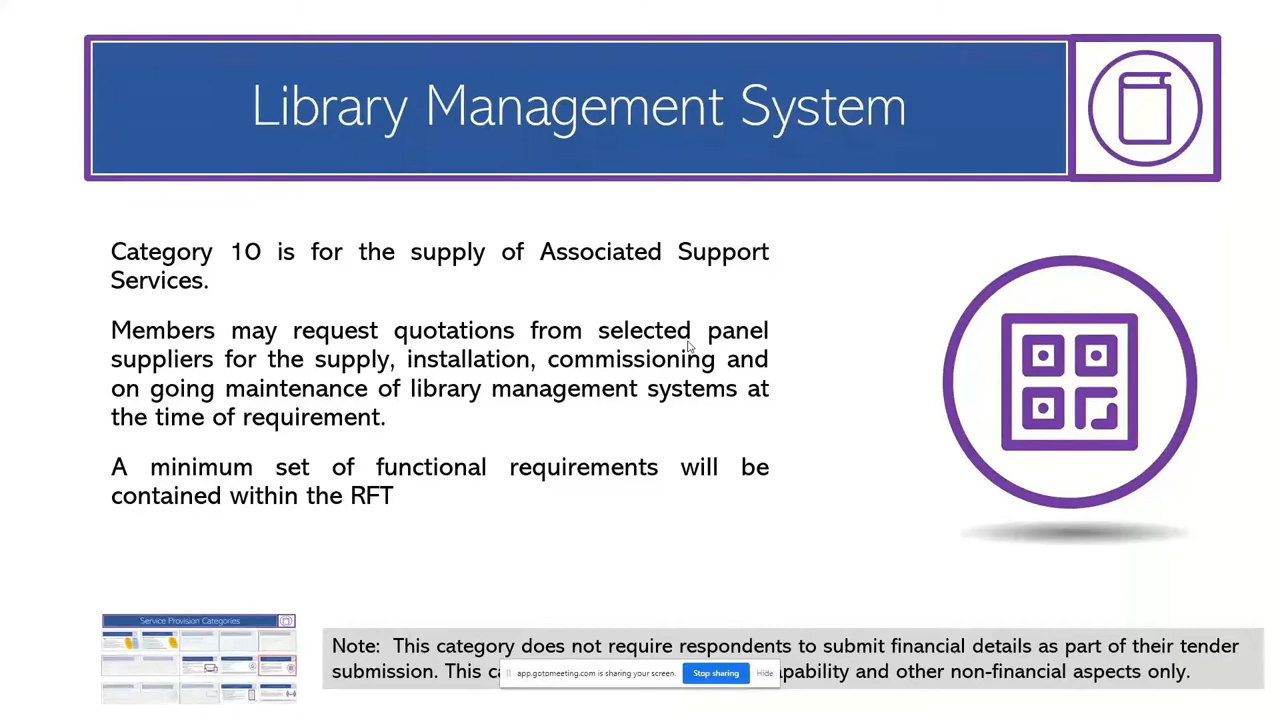 Library Management System
Category 10 is for the supply of Associated Support
Services.
Members may request quotations from selected panel
suppliers for the supply, installation, commissioning and
on going maintenance of library management systems at
the time of requirement.
A minimum set of functional requirements will be
contained within the RFT
Service Provision Categories
Note: This category does not require respondents to submit financial details as part of their tender
submission. This
app.gotomeeting.com is sharing your screen.
Stop sharing
Hide
and other non-financial aspects only.